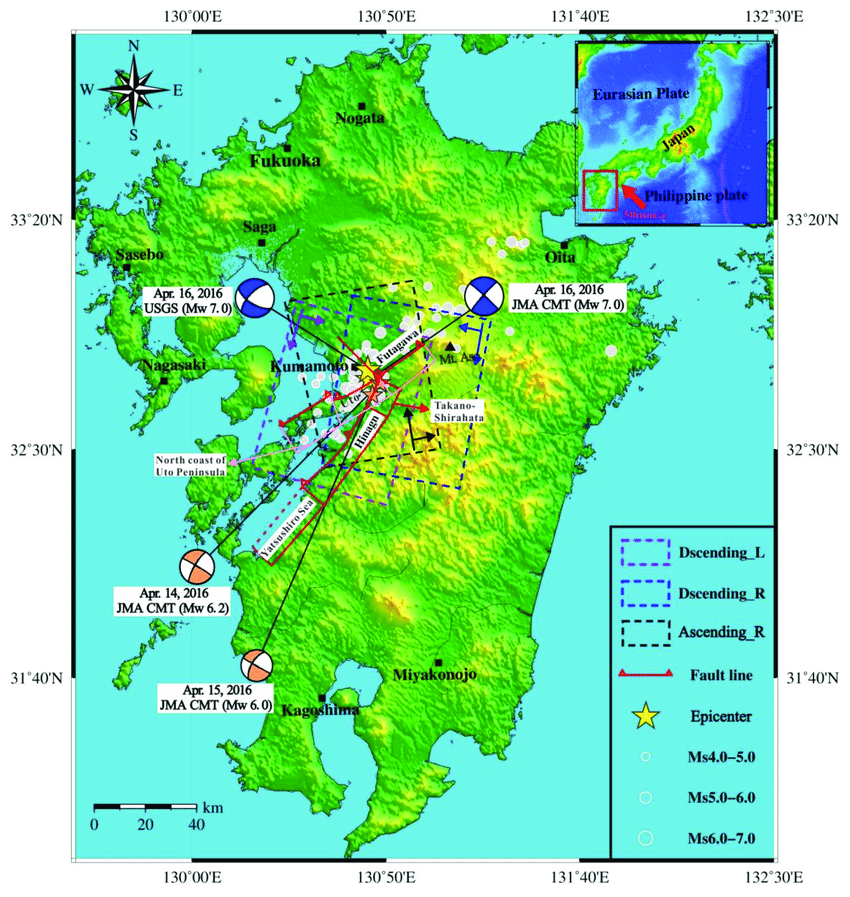 130°00'E
130°50'E
131°40'E
132°30'E
N
W
E
S
Nogata
Fukuoka
Eurasian Plate
Japan
Philippine plate
33°20'N
33°20'N
Saga
Sasebo
Oita
Apr. 16, 2016
USGS (Mw 7.0)
Apr. 16, 2016
JMA CMT (Mw 7.0)
Futagawa
Mt. As
Nagasaki
Kumamoto
Uto
Takano-
Shirahata
Hinagu
32°30'N
32°30'N
North coast of
Uto Peninsula
Yatsushiro Sea
Dscending_L
Dscending_R
Ascending_R
Fault line
Epicenter
Ms4.0–5.0
Ms5.0–6.0
Ms6.0–7.0
Apr. 14, 2016
JMA CMT (Mw 6.2)
31°40'N
31°40'N
Miyakonojo
Apr. 15, 2016
JMA CMT (Mw 6.0)
Kagoshima
km
0
20
40
130°00'E
130°50'E
131°40'E
132°30'E